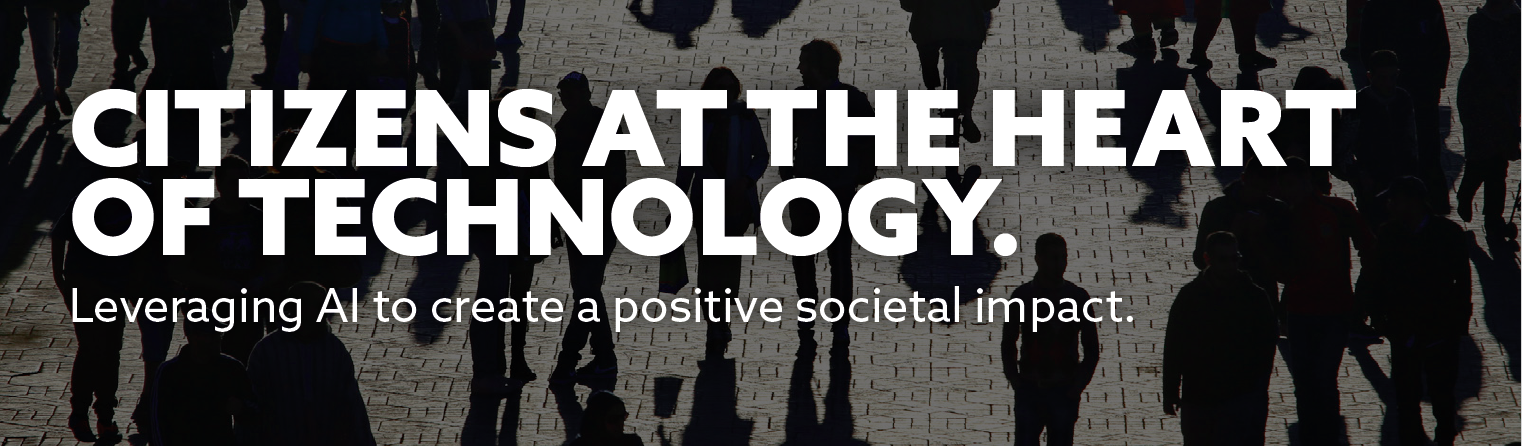 CITIZENS AT THE HEART
OF TECHNOLOGY.
Leveraging AI to create a positive societal impact.